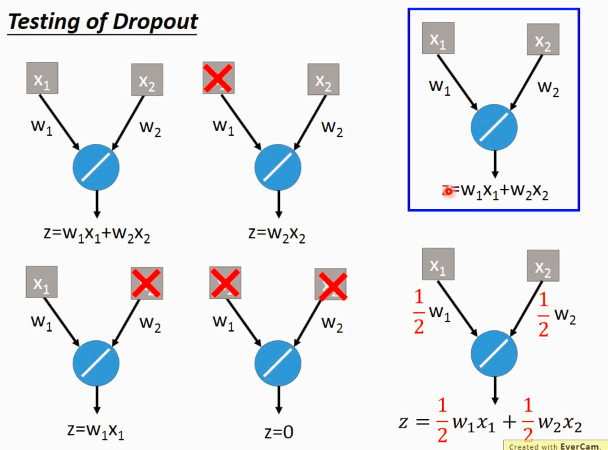 Testing of Dropout
x₁ x₂
w₁ w₂
z=w₁x₁+w₂x₂
x₂
w₁ w₂
z=w₂x₂
x₁ x₂
w₁ w₂
z=w₁x₁+w₂x₂
x₁
w₁ w₂
z=w₁x₁
w₁ w₂
z=0
x₁ x₂
1/2 w₁ 1/2 w₂
z = 1/2 w₁x₁ + 1/2 w₂x₂
Created with EverCam.